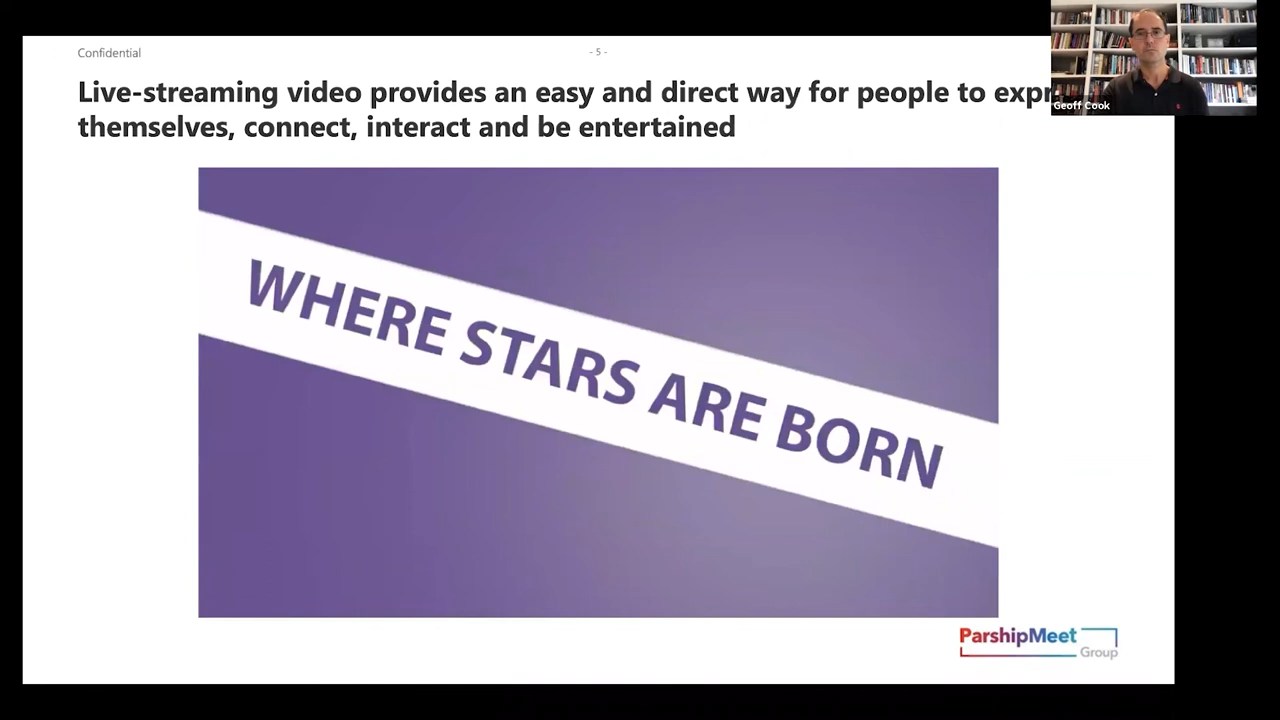 Confidential
- 5 -
Live-streaming video provides an easy and direct way for people to expr
themselves, connect, interact and be entertained
Geoff Cook
WHERE STARS ARE BORN
ParshipMeet
Group